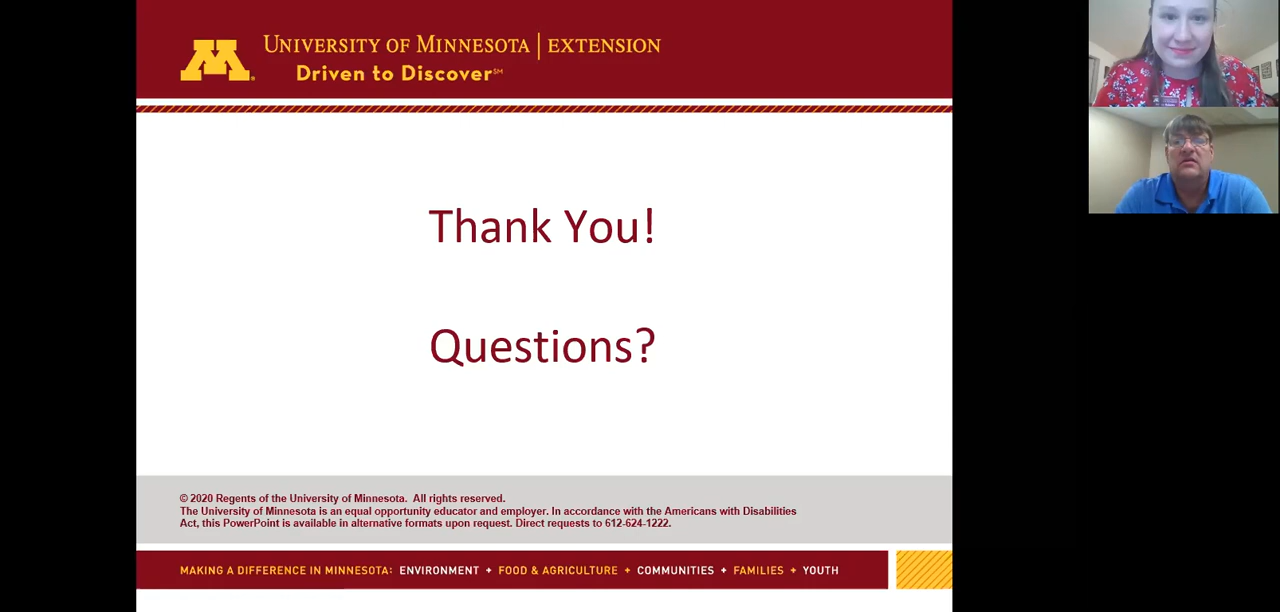 UNIVERSITY OF MINNESOTA | EXTENSION
Driven to Discover℠
Thank You!
Questions?
© 2020 Regents of the University of Minnesota.  All rights reserved.
The University of Minnesota is an equal opportunity educator and employer. In accordance with the Americans with Disabilities
Act, this PowerPoint is available in alternative formats upon request. Direct requests to 612-624-1222.
MAKING A DIFFERENCE IN MINNESOTA: ENVIRONMENT + FOOD & AGRICULTURE + COMMUNITIES + FAMILIES + YOUTH